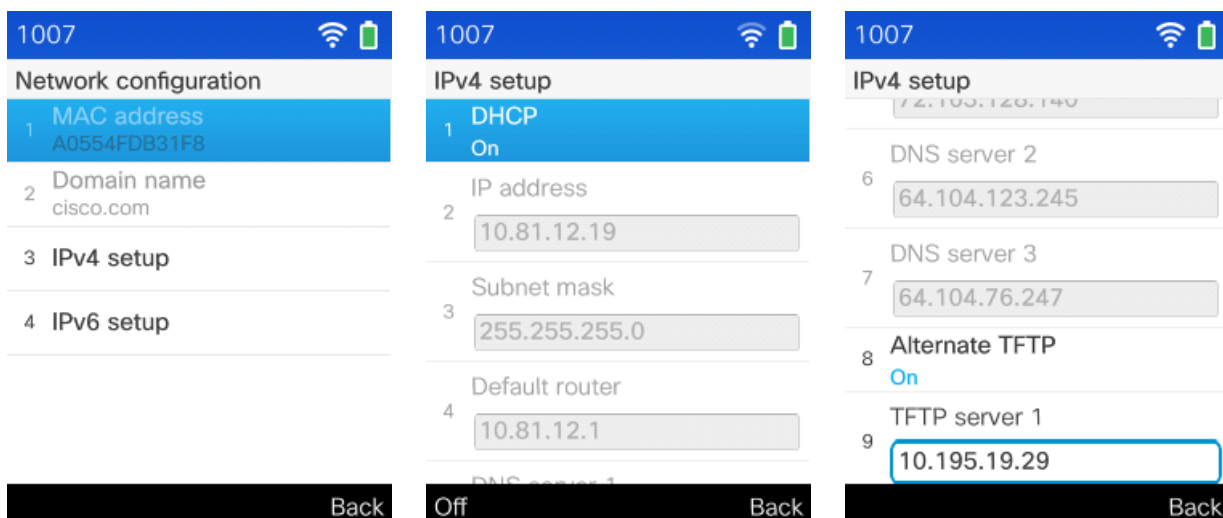 1007
Network configuration
1
MAC address
A0554FDB31F8
2
Domain name
cisco.com
3 IPv4 setup
4 IPv6 setup
Back
1007
IPv4 setup
1
DHCP
On
2
IP address
10.81.12.19
3
Subnet mask
255.255.255.0
4
Default router
10.81.12.1
DNS server 1
Off
Back
1007
IPv4 setup
6
DNS server 2
64.104.123.245
7
DNS server 3
64.104.76.247
8
Alternate TFTP
On
9
TFTP server 1
10.195.19.29
Back